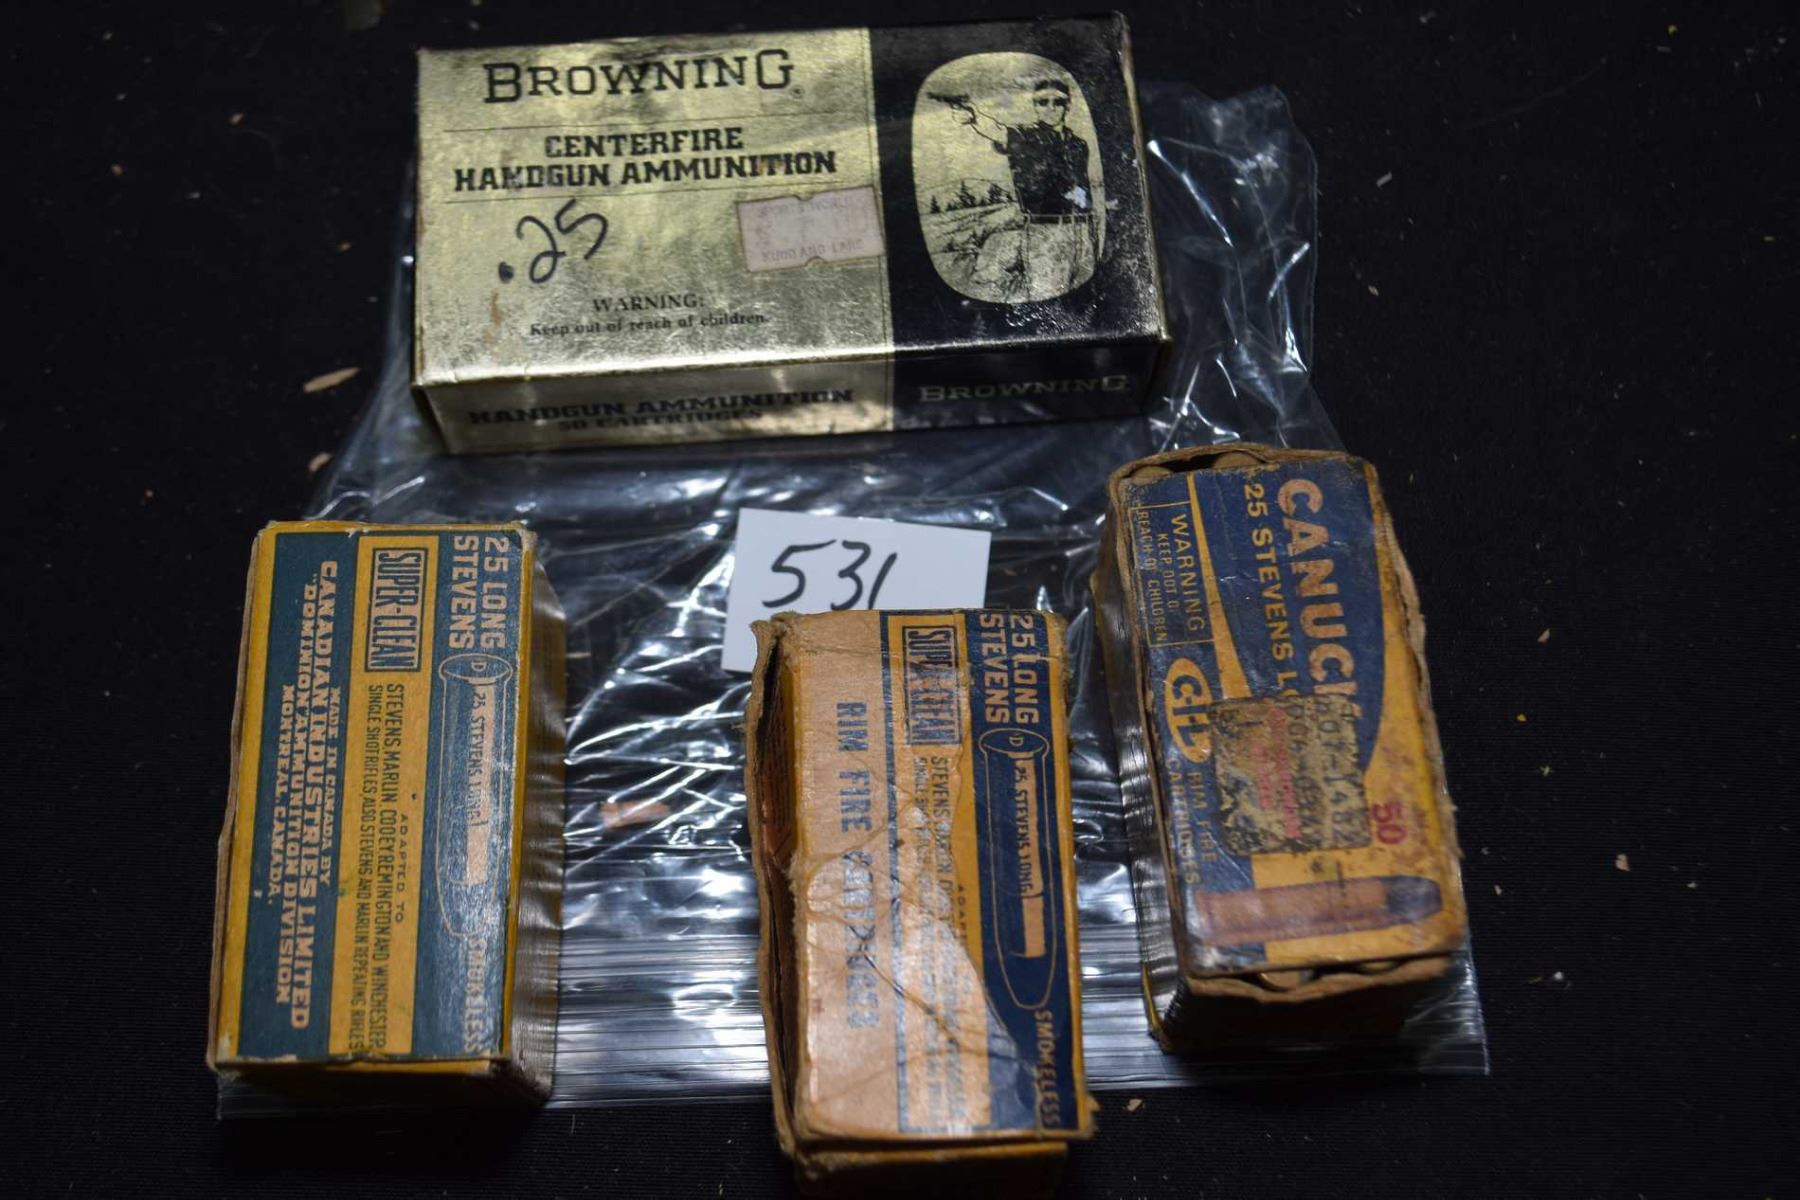 BROWNING
CENTERFIRE
HANDGUN AMMUNITION
.25
WARNING:
Keep out of reach of children.
HANDGUN AMMUNITION
50 CARTRIDGES
BROWNING
531
25 LONG
STEVENS
D 25 STEVENS LONG
SMOKELESS
SUPER-CLEAN
ADAPTED TO
STEVENS, MARLIN, COOEY, REMINGTON AND WINCHESTER
SINGLE SHOT RIFLES ALSO STEVENS AND MARLIN REPEATING RIFLES
MADE IN CANADA BY
CANADIAN INDUSTRIES LIMITED
"DOMINION AMMUNITION DIVISION"
MONTREAL, CANADA.
25 LONG
STEVENS
D 25 STEVENS LONG
SMOKELESS
SUPER-CLEAN
STEVENS,
RIM FIRE
CANUCK
25 STEVENS
WARNING
KEEP OUT OF
REACH OF CHILDREN
C-I-L
RIM FIRE
CARTRIDGES
50